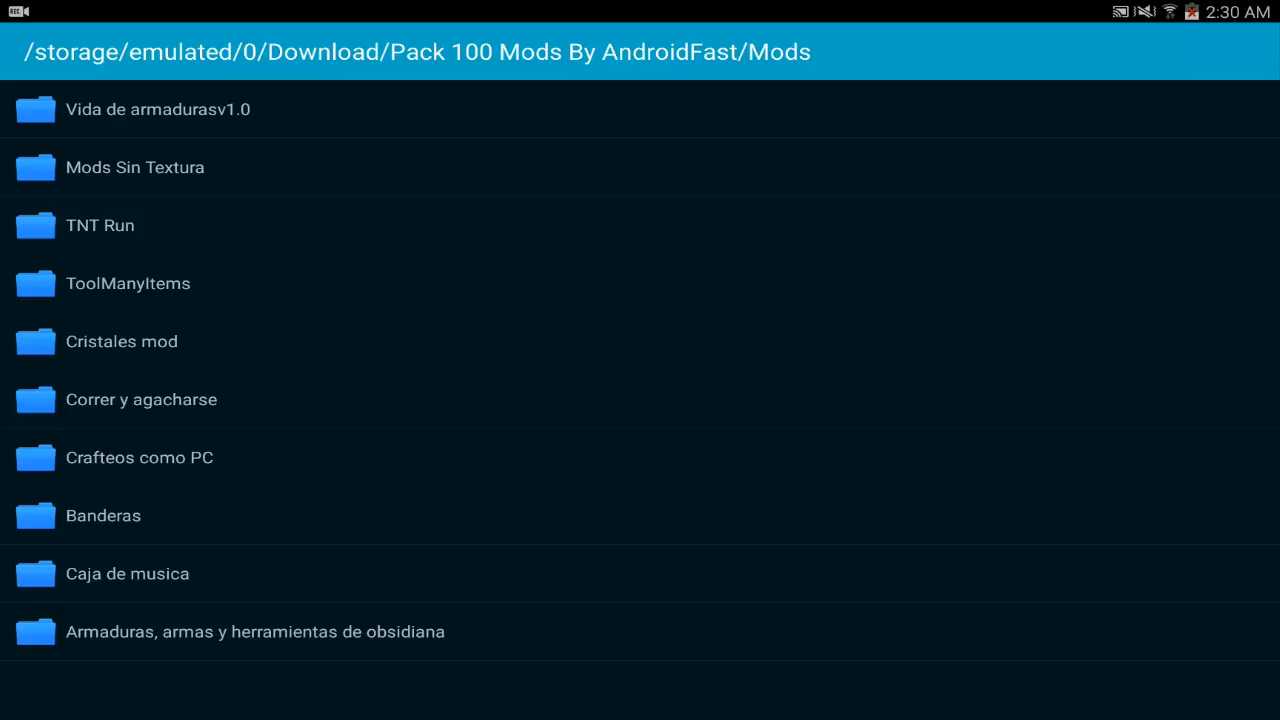 REC
2:30 AM
/storage/emulated/0/Download/Pack 100 Mods By AndroidFast/Mods
Vida de armadurasv1.0
Mods Sin Textura
TNT Run
ToolManyItems
Cristales mod
Correr y agacharse
Crafteos como PC
Banderas
Caja de musica
Armaduras, armas y herramientas de obsidiana